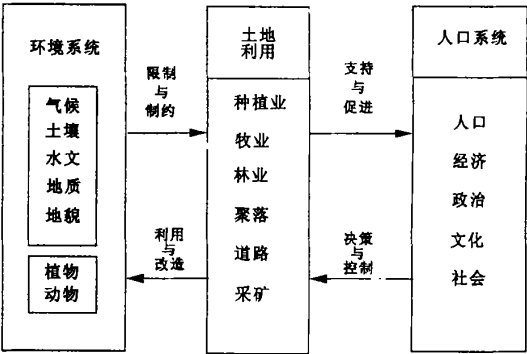 环境系统
气候
土壤
水文
地质
地貌
植物
动物
限制
与
制约
利用
与
改造
土地
利用
种植业
牧业
林业
聚落
道路
采矿
支持
与
促进
决策
与
控制
人口系统
人口
经济
政治
文化
社会